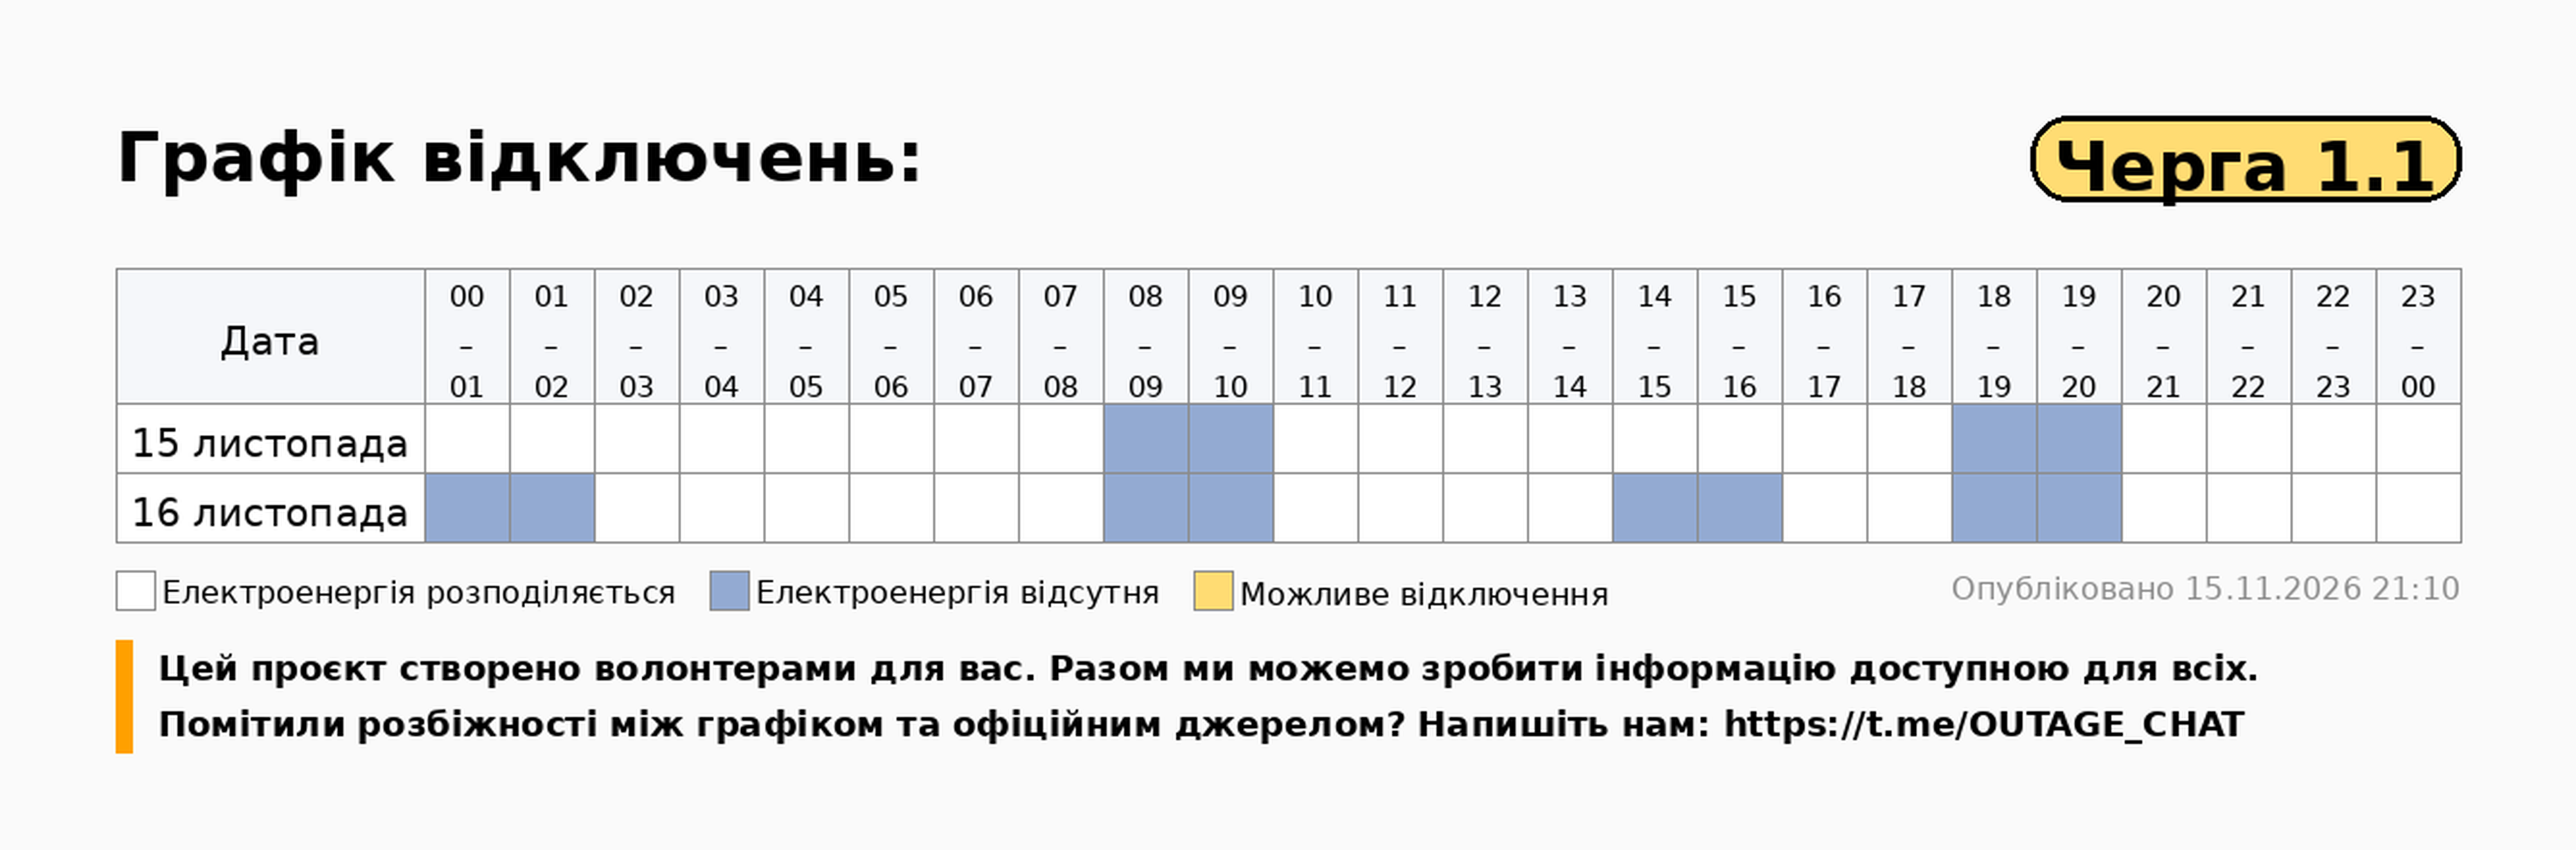 Графік відключень:
Черга 1.1
Дата 00 – 01 01 – 02 02 – 03 03 – 04 04 – 05 05 – 06 06 – 07 07 – 08 08 – 09 09 – 10 10 – 11 11 – 12 12 – 13 13 – 14 14 – 15 15 – 16 16 – 17 17 – 18 18 – 19 19 – 20 20 – 21 21 – 22 22 – 23 23 – 00
15 листопада
16 листопада
Електроенергія розподіляється Електроенергія відсутня Можливе відключення
Опубліковано 15.11.2026 21:10
Цей проєкт створено волонтерами для вас. Разом ми можемо зробити інформацію доступною для всіх.
Помітили розбіжності між графіком та офіційним джерелом? Напишіть нам: https://t.me/OUTAGE_CHAT